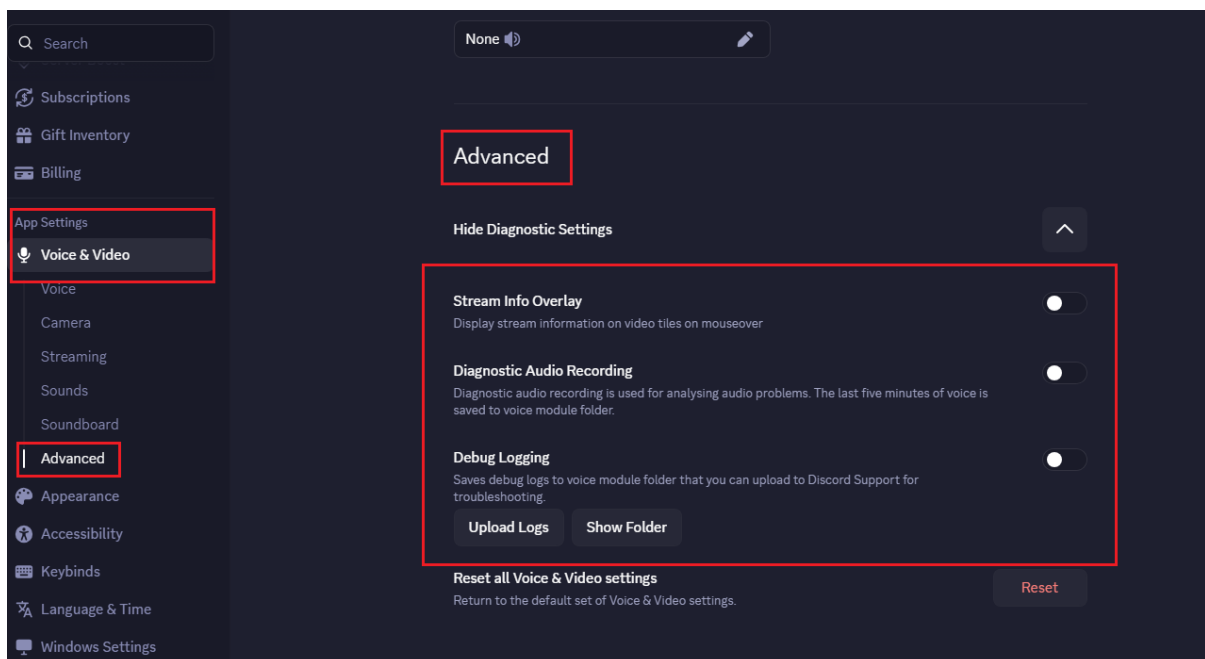 Search
Subscriptions
Gift Inventory
Billing
App Settings
Voice & Video
Voice
Camera
Streaming
Sounds
Soundboard
Advanced
Appearance
Accessibility
Keybinds
Language & Time
Windows Settings
None
Advanced
Hide Diagnostic Settings
Stream Info Overlay
Display stream information on video tiles on mouseover
Diagnostic Audio Recording
Diagnostic audio recording is used for analysing audio problems. The last five minutes of voice is
saved to voice module folder.
Debug Logging
Saves debug logs to voice module folder that you can upload to Discord Support for
troubleshooting.
Upload Logs Show Folder
Reset all Voice & Video settings
Return to the default set of Voice & Video settings.
Reset